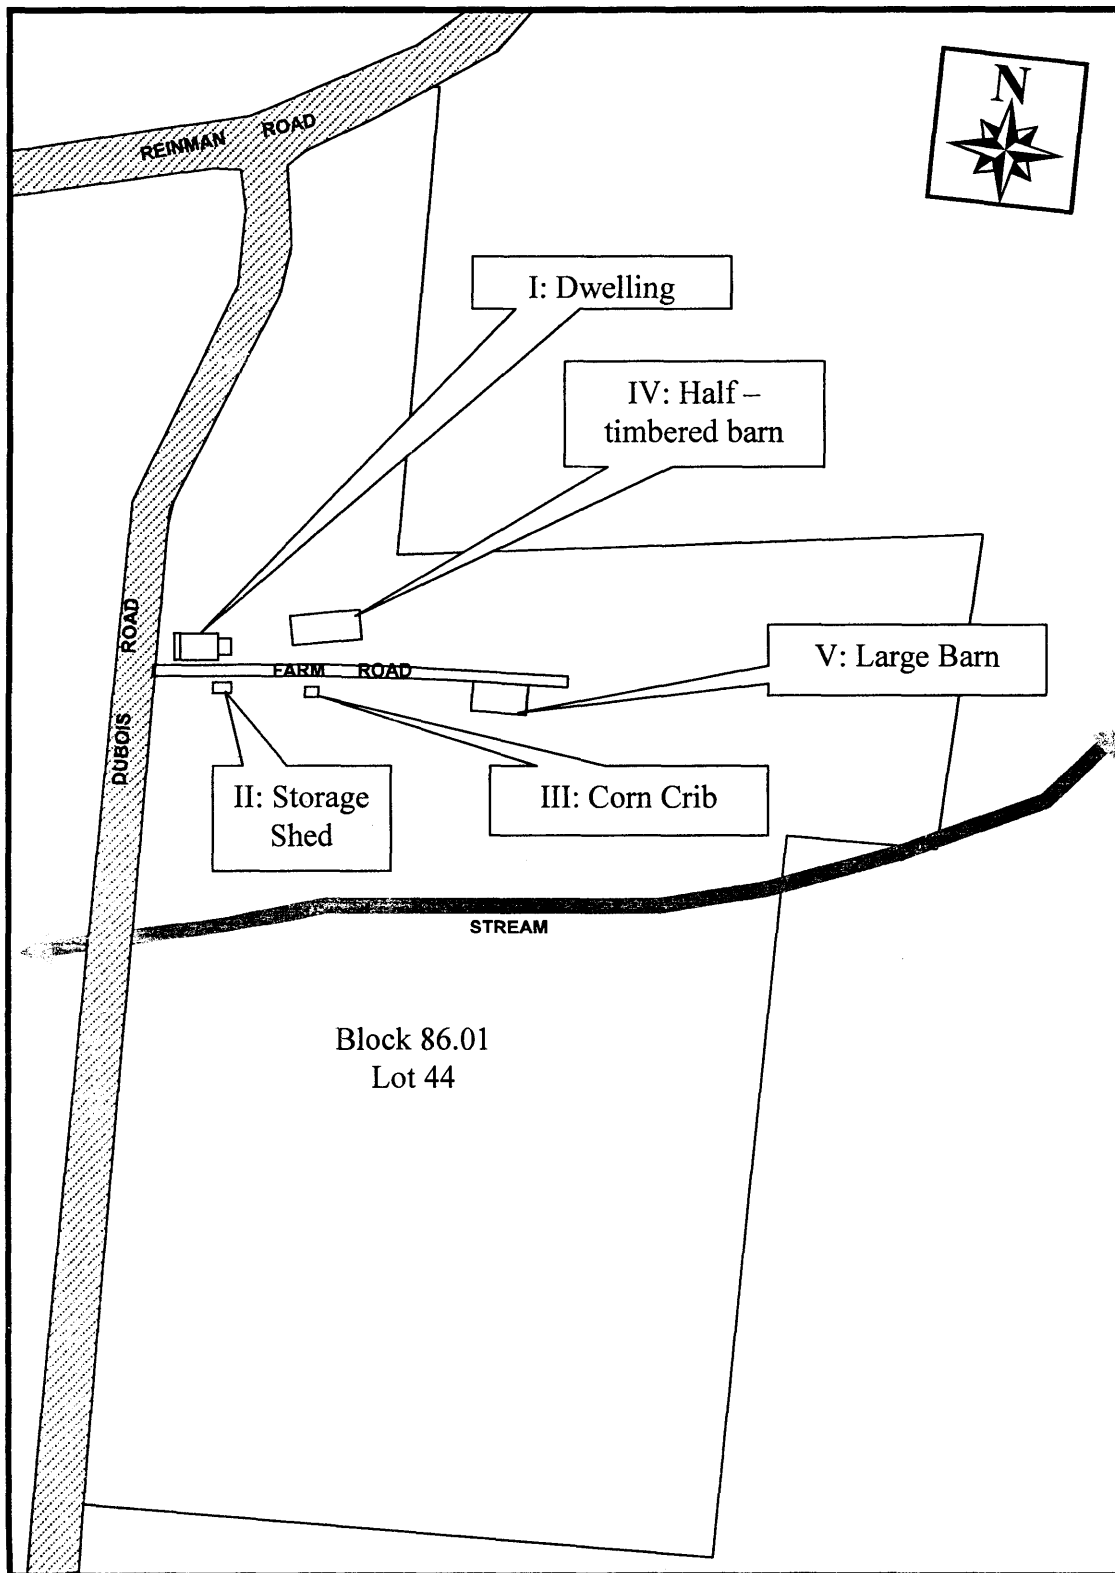 N
REINMAN ROAD
I: Dwelling
IV: Half –
timbered barn
DUBOIS ROAD
FARM ROAD
V: Large Barn
II: Storage
Shed
III: Corn Crib
STREAM
Block 86.01
Lot 44